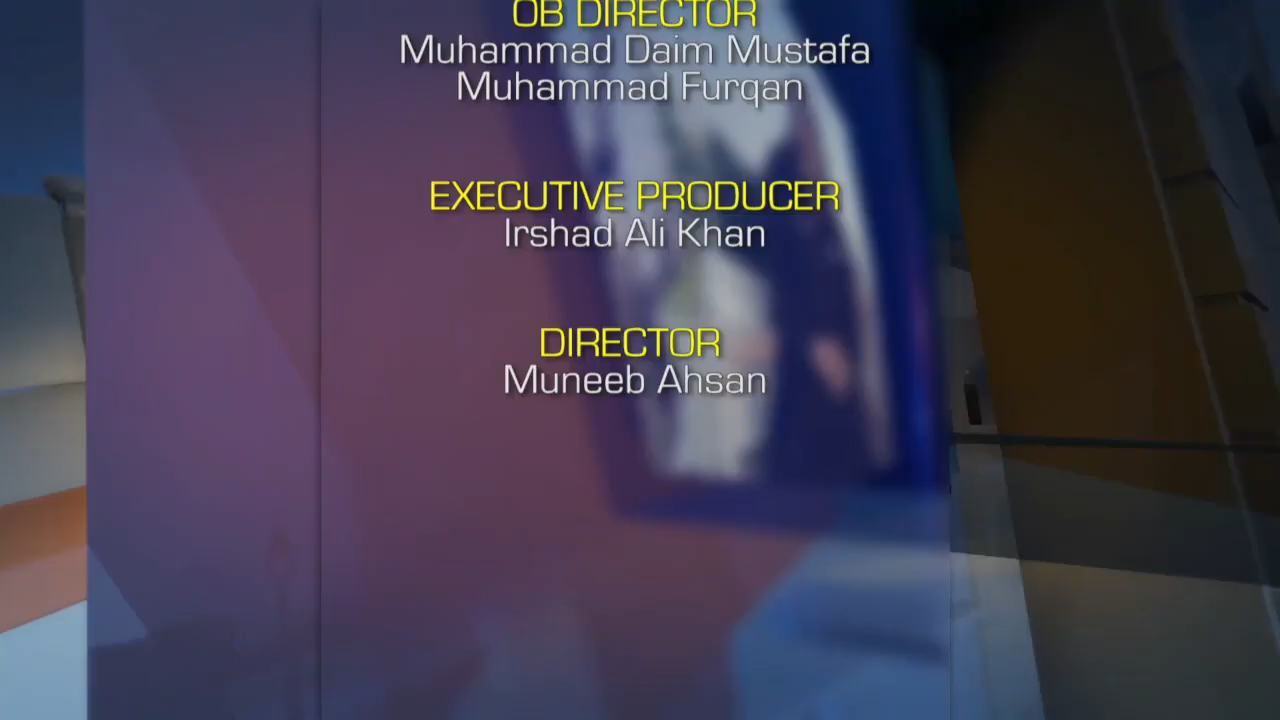 OB DIRECTOR
Muhammad Daim Mustafa
Muhammad Furqan
EXECUTIVE PRODUCER
Irshad Ali Khan
DIRECTOR
Muneeb Ahsan